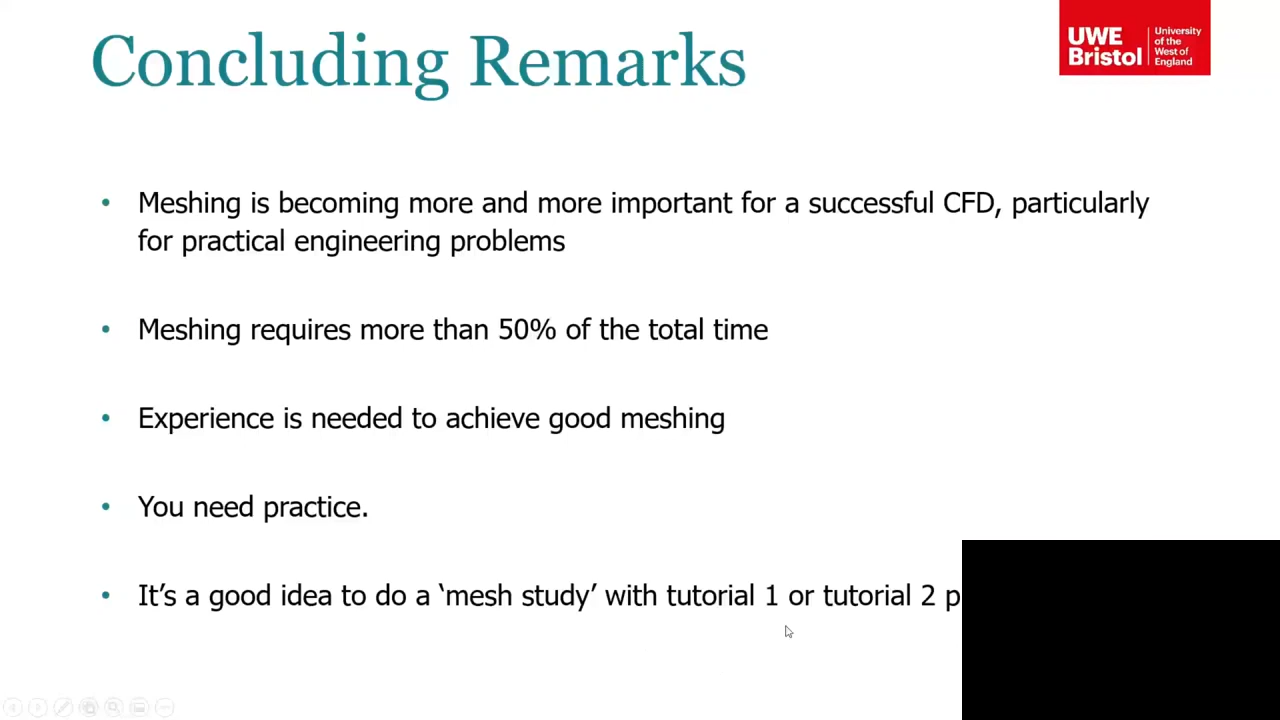 Concluding Remarks
UWE
Bristol
University
of the
West of
England
• Meshing is becoming more and more important for a successful CFD, particularly
for practical engineering problems
• Meshing requires more than 50% of the total time
• Experience is needed to achieve good meshing
• You need practice.
• It’s a good idea to do a ‘mesh study’ with tutorial 1 or tutorial 2